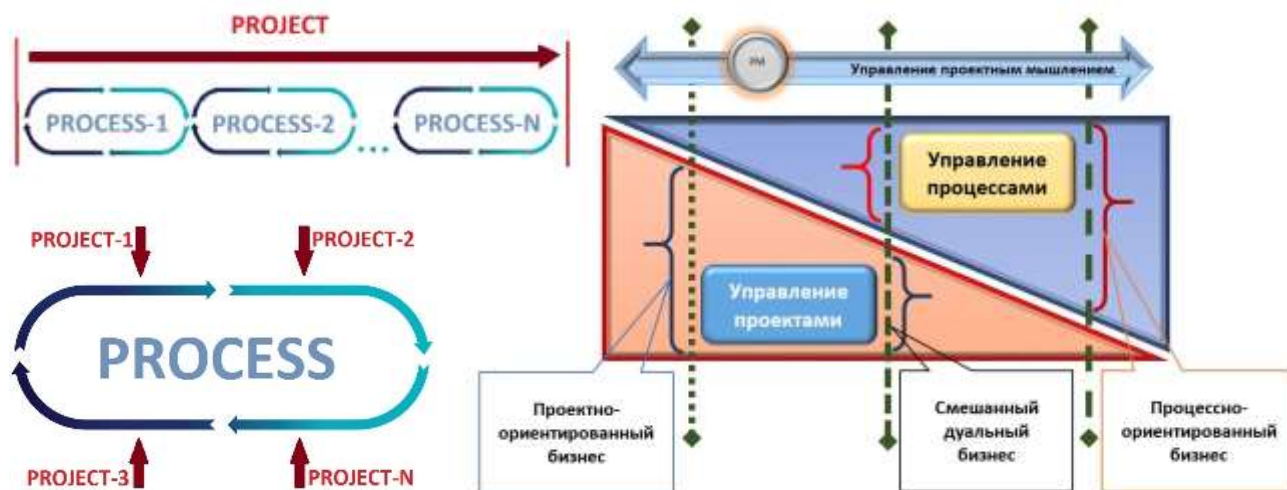 PROJECT
PROCESS-1
PROCESS-2
...
PROCESS-N
PROJECT-1
PROJECT-2
PROCESS
PROJECT-3
PROJECT-N
Управление проектным мышлением
Управление
процессами
Управление
проектами
Проектно-
ориентированный
бизнес
Смешанный
дуальный
бизнес
Процессно-
ориентированный
бизнес